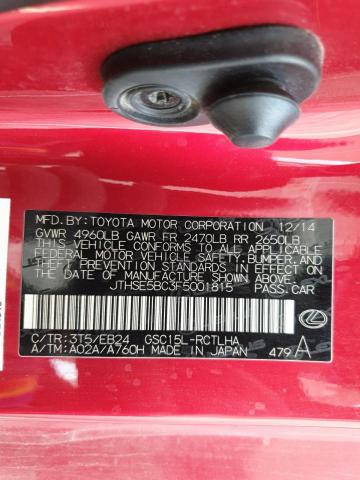 MFD. BY: TOYOTA MOTOR CORPORATION 12/14
GVWR 4960LB GAWR FR 2470LB RR 2650LB
THIS VEHICLE CONFORMS TO ALL APPLICABLE
FEDERAL MOTOR VEHICLE SAFETY, BUMPER, AND
THEFT PREVENTION STANDARDS IN EFFECT ON
THE DATE OF MANUFACTURE SHOWN ABOVE.
JTHSE5BC3F5001815 PASS. CAR
C/TR: 3T5/EB24 GSC15L-RCTLHA
A/TM: A02A/A760H MADE IN JAPAN 479 A